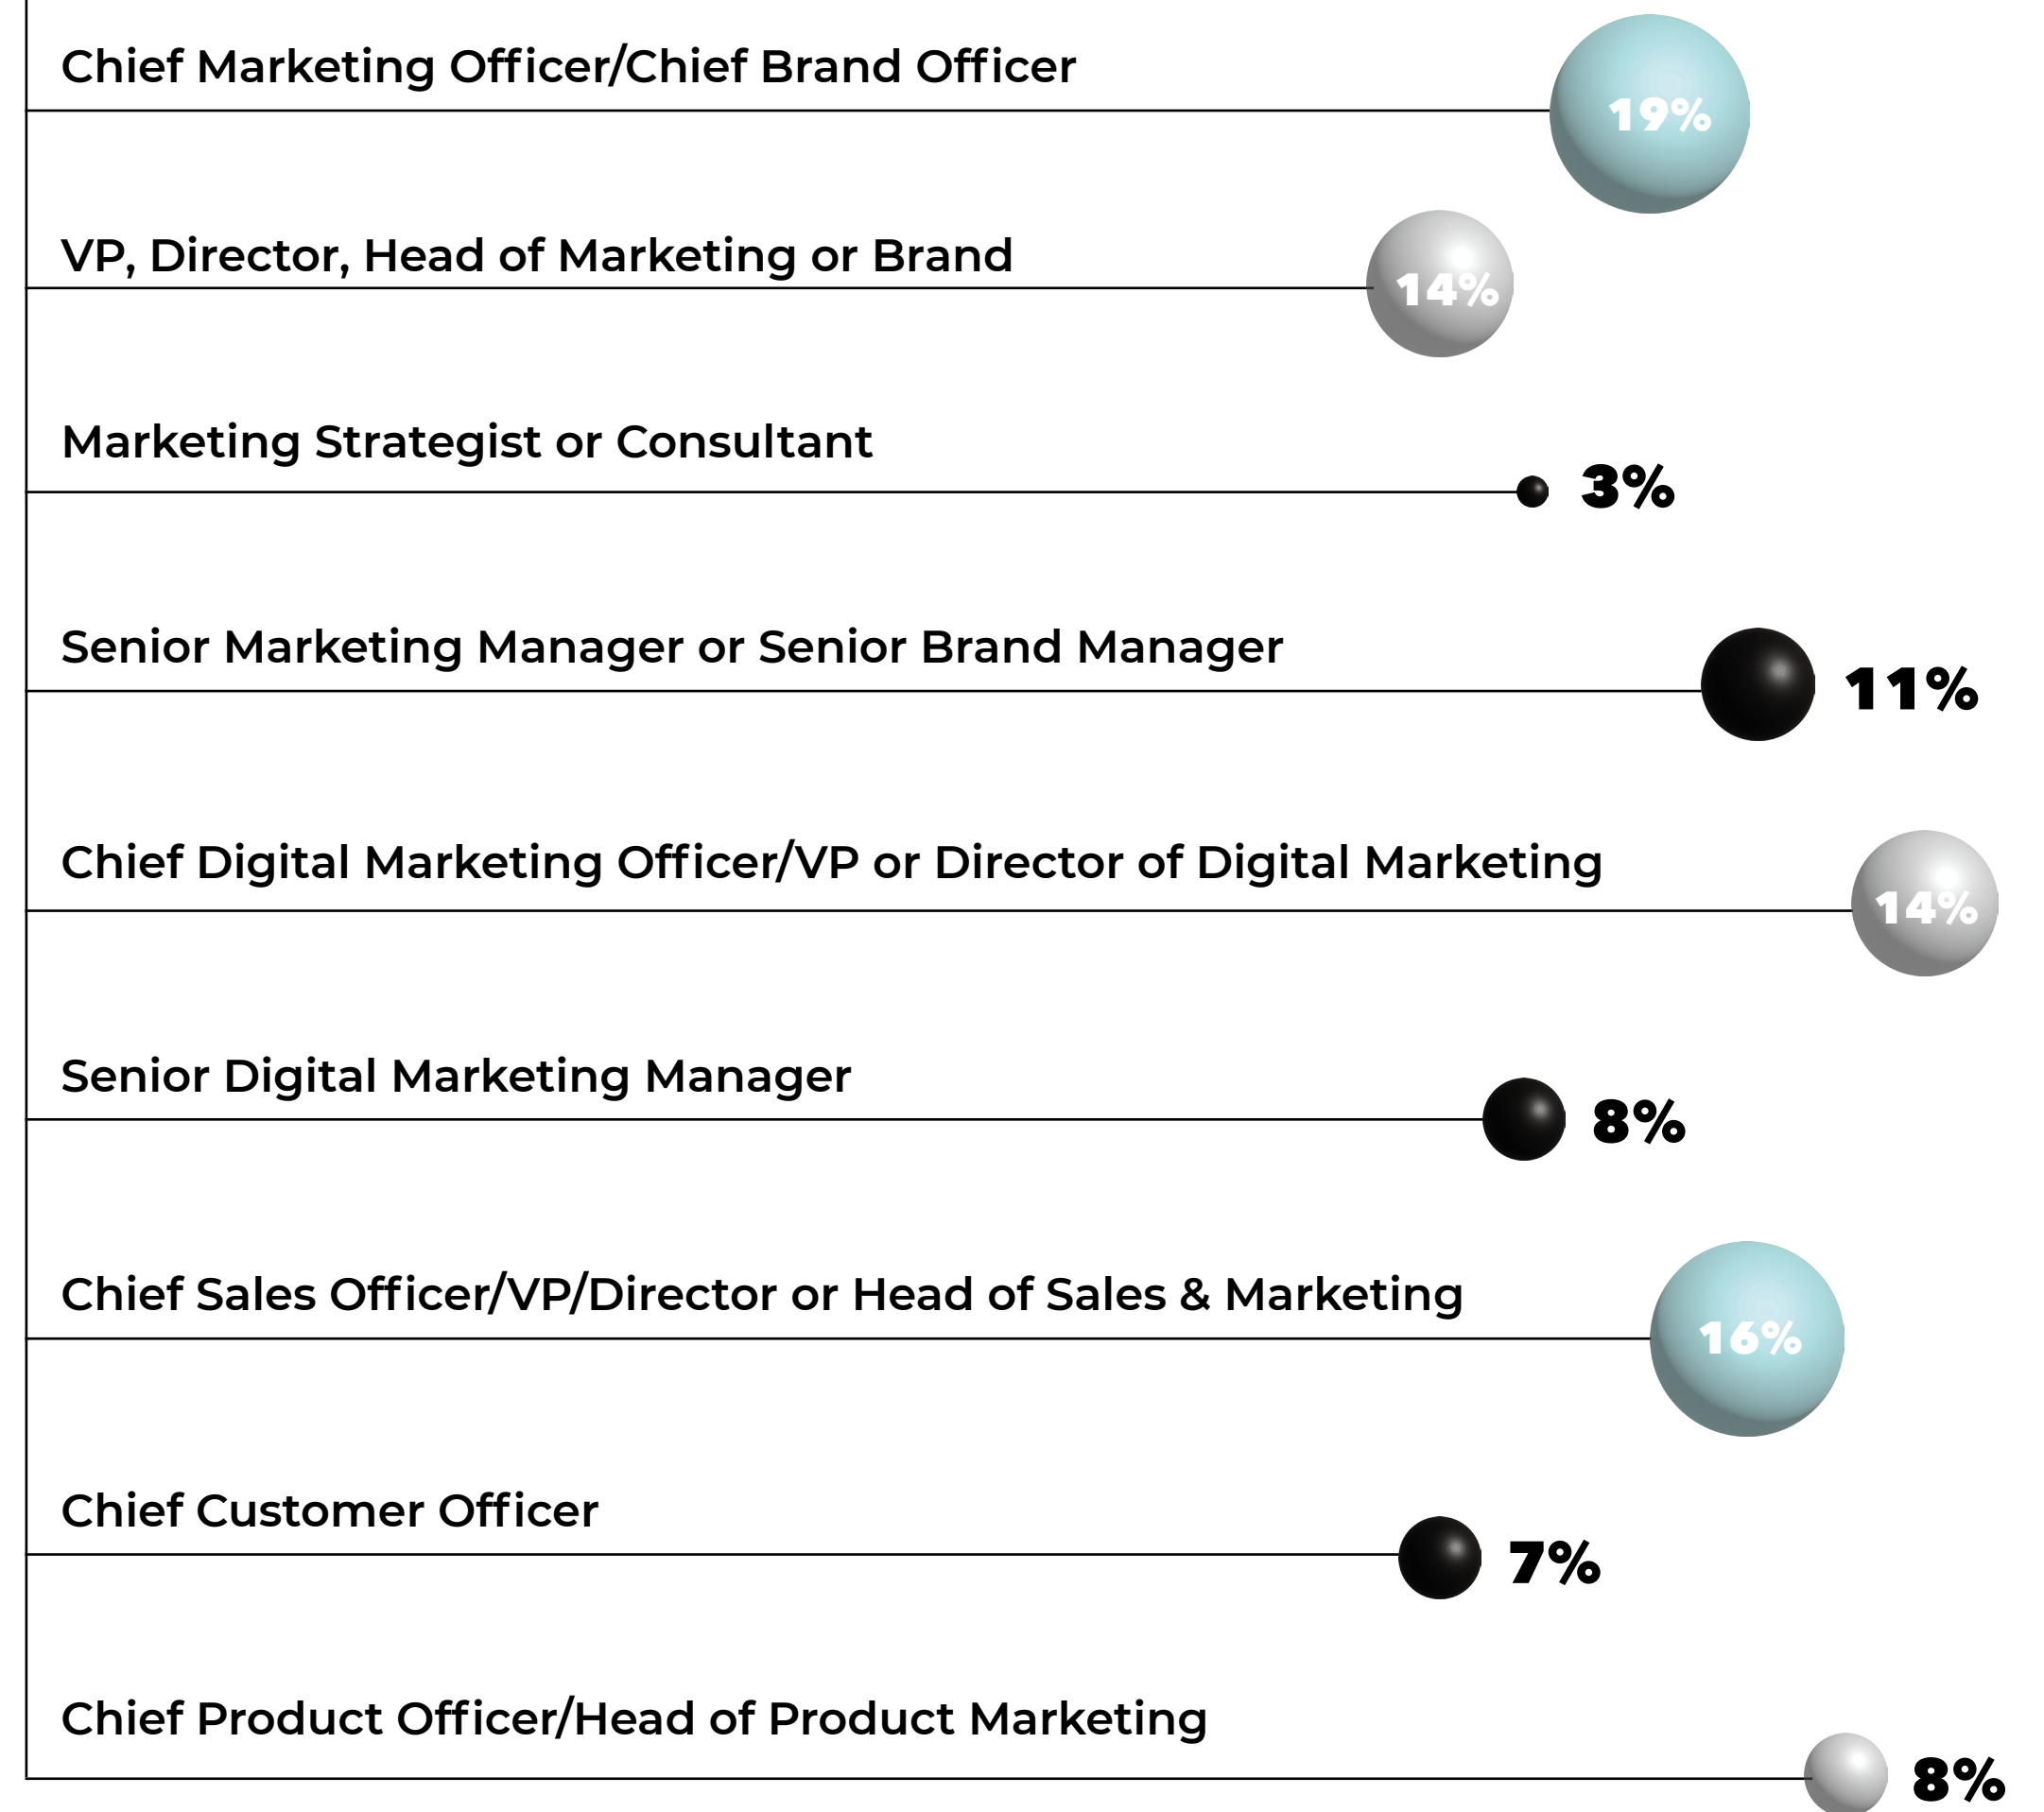 Chief Marketing Officer/Chief Brand Officer
19%
VP, Director, Head of Marketing or Brand
14%
Marketing Strategist or Consultant
3%
Senior Marketing Manager or Senior Brand Manager
11%
Chief Digital Marketing Officer/VP or Director of Digital Marketing
14%
Senior Digital Marketing Manager
8%
Chief Sales Officer/VP/Director or Head of Sales & Marketing
16%
Chief Customer Officer
7%
Chief Product Officer/Head of Product Marketing
8%